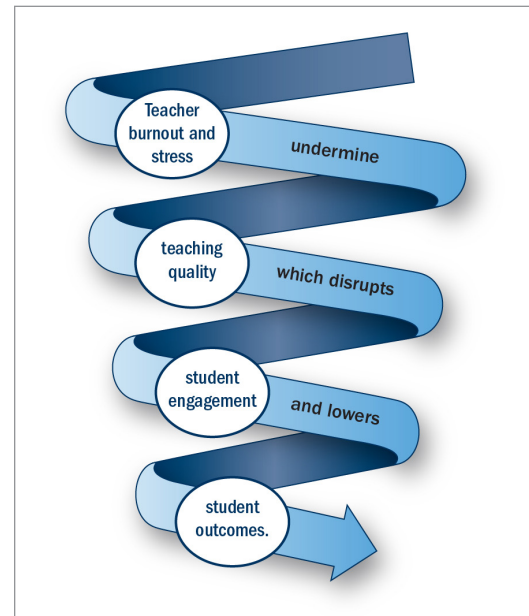 Teacher
burnout and
stress
undermine
teaching
quality
which disrupts
student
engagement
and lowers
student
outcomes.